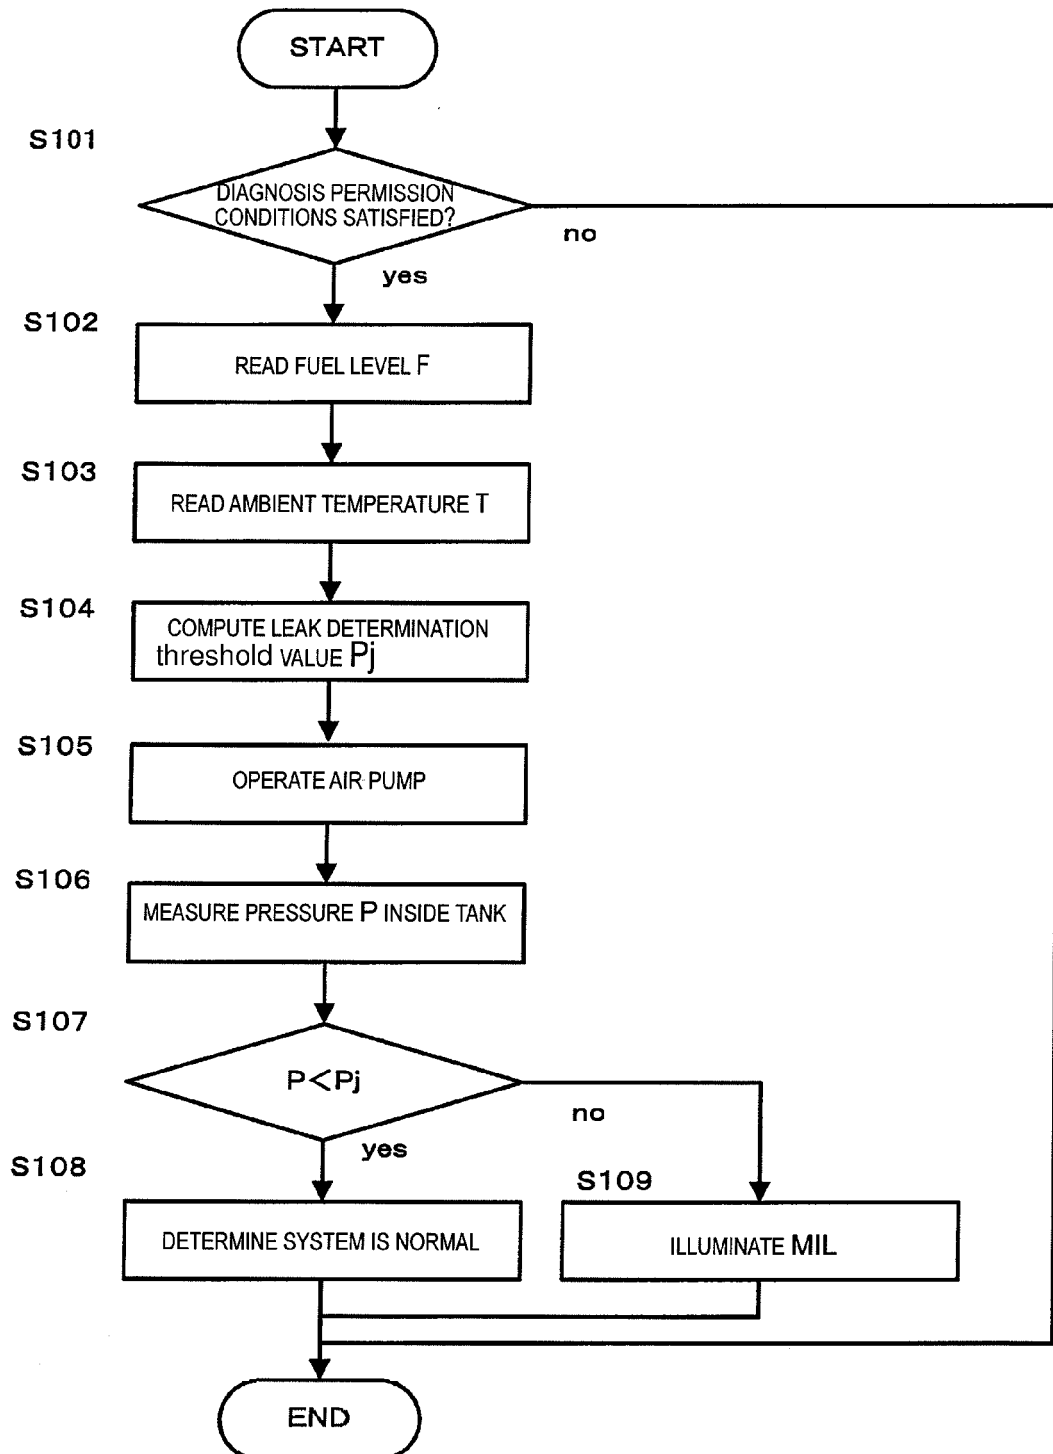 START
S101
DIAGNOSIS PERMISSION
CONDITIONS SATISFIED?
no
yes
S102
READ FUEL LEVEL F
S103
READ AMBIENT TEMPERATURE T
S104
COMPUTE LEAK DETERMINATION
threshold VALUE Pj
S105
OPERATE AIR PUMP
S106
MEASURE PRESSURE P INSIDE TANK
S107
P<Pj
no
yes
S108
DETERMINE SYSTEM IS NORMAL
S109
ILLUMINATE MIL
END